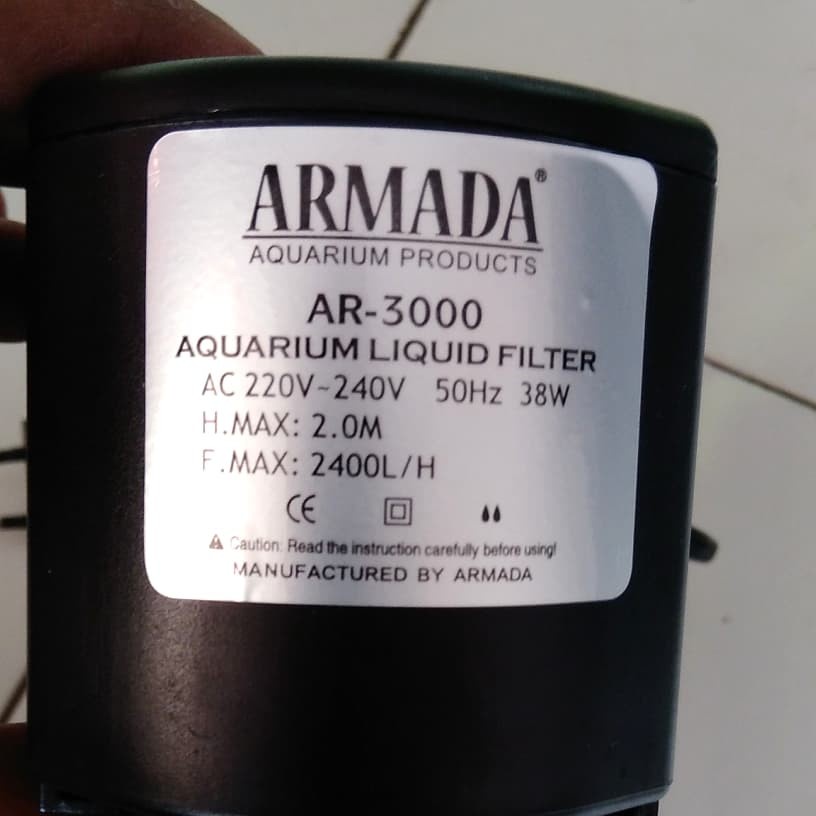 ARMADA®
AQUARIUM PRODUCTS
AR-3000
AQUARIUM LIQUID FILTER
AC 220V~240V 50Hz 38W
H.MAX: 2.0M
F.MAX: 2400L/H
CE
Caution: Read the instruction carefully before using!
MANUFACTURED BY ARMADA